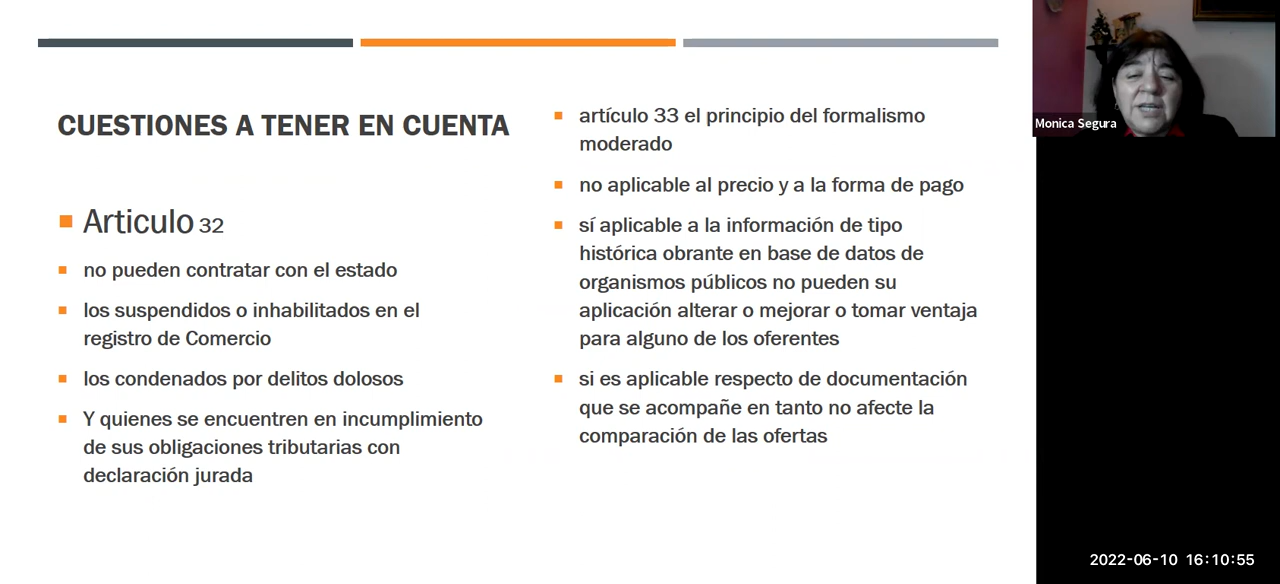 CUESTIONES A TENER EN CUENTA
Articulo 32
no pueden contratar con el estado
los suspendidos o inhabilitados en el
registro de Comercio
los condenados por delitos dolosos
Y quienes se encuentren en incumplimiento
de sus obligaciones tributarias con
declaración jurada
artículo 33 el principio del formalismo
moderado
no aplicable al precio y a la forma de pago
sí aplicable a la información de tipo
histórica obrante en base de datos de
organismos públicos no pueden su
aplicación alterar o mejorar o tomar ventaja
para alguno de los oferentes
si es aplicable respecto de documentación
que se acompañe en tanto no afecte la
comparación de las ofertas
Monica Segura
2022-06-10 16:10:55